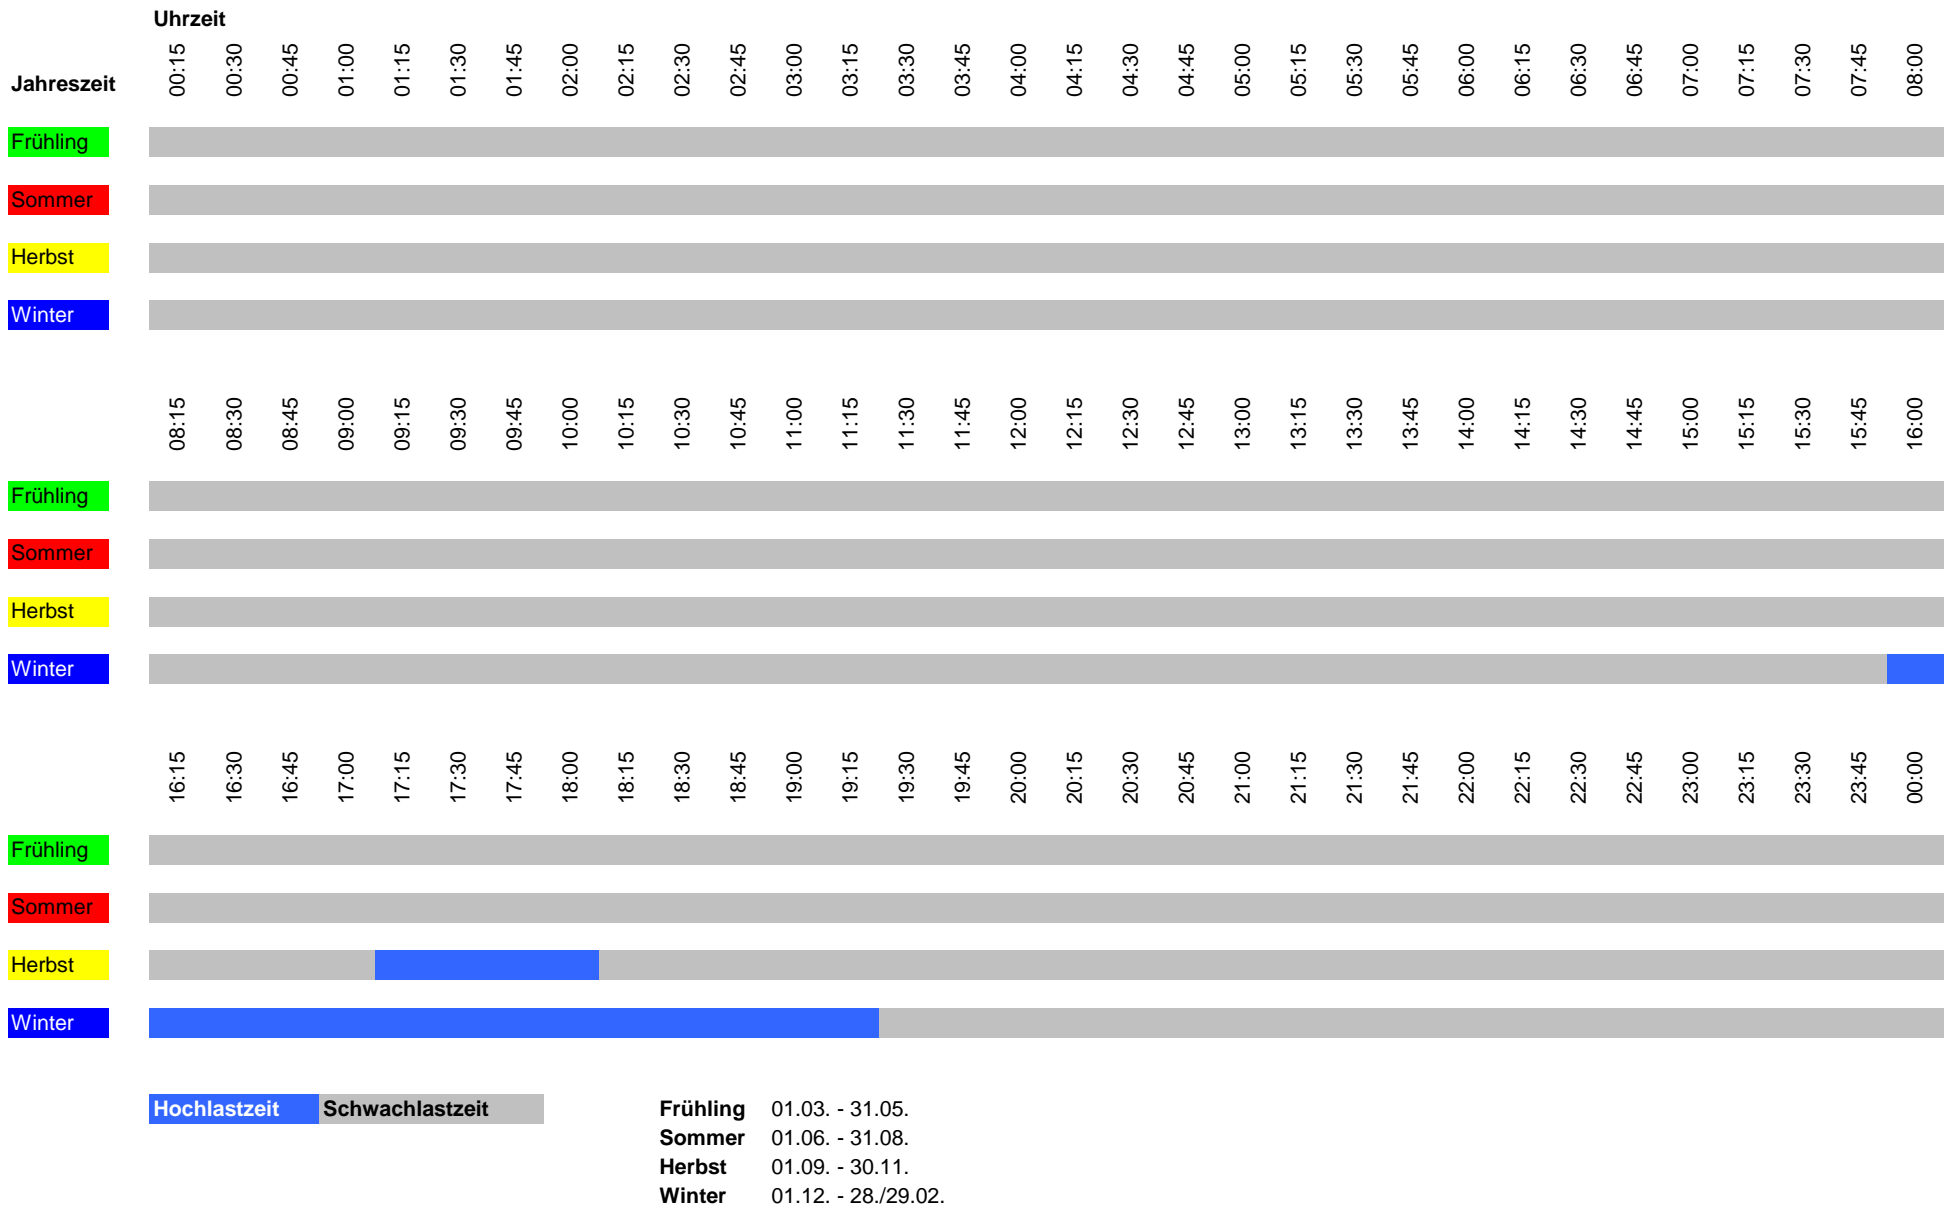 Uhrzeit
Jahreszeit 00:15 00:30 00:45 01:00 01:15 01:30 01:45 02:00 02:15 02:30 02:45 03:00 03:15 03:30 03:45 04:00 04:15 04:30 04:45 05:00 05:15 05:30 05:45 06:00 06:15 06:30 06:45 07:00 07:15 07:30 07:45 08:00
Frühling
Sommer
Herbst
Winter
08:15 08:30 08:45 09:00 09:15 09:30 09:45 10:00 10:15 10:30 10:45 11:00 11:15 11:30 11:45 12:00 12:15 12:30 12:45 13:00 13:15 13:30 13:45 14:00 14:15 14:30 14:45 15:00 15:15 15:30 15:45 16:00
Frühling
Sommer
Herbst
Winter
16:15 16:30 16:45 17:00 17:15 17:30 17:45 18:00 18:15 18:30 18:45 19:00 19:15 19:30 19:45 20:00 20:15 20:30 20:45 21:00 21:15 21:30 21:45 22:00 22:15 22:30 22:45 23:00 23:15 23:30 23:45 00:00
Frühling
Sommer
Herbst
Winter
Hochlastzeit Schwachlastzeit Frühling 01.03. - 31.05.
Sommer 01.06. - 31.08.
Herbst 01.09. - 30.11.
Winter 01.12. - 28./29.02.